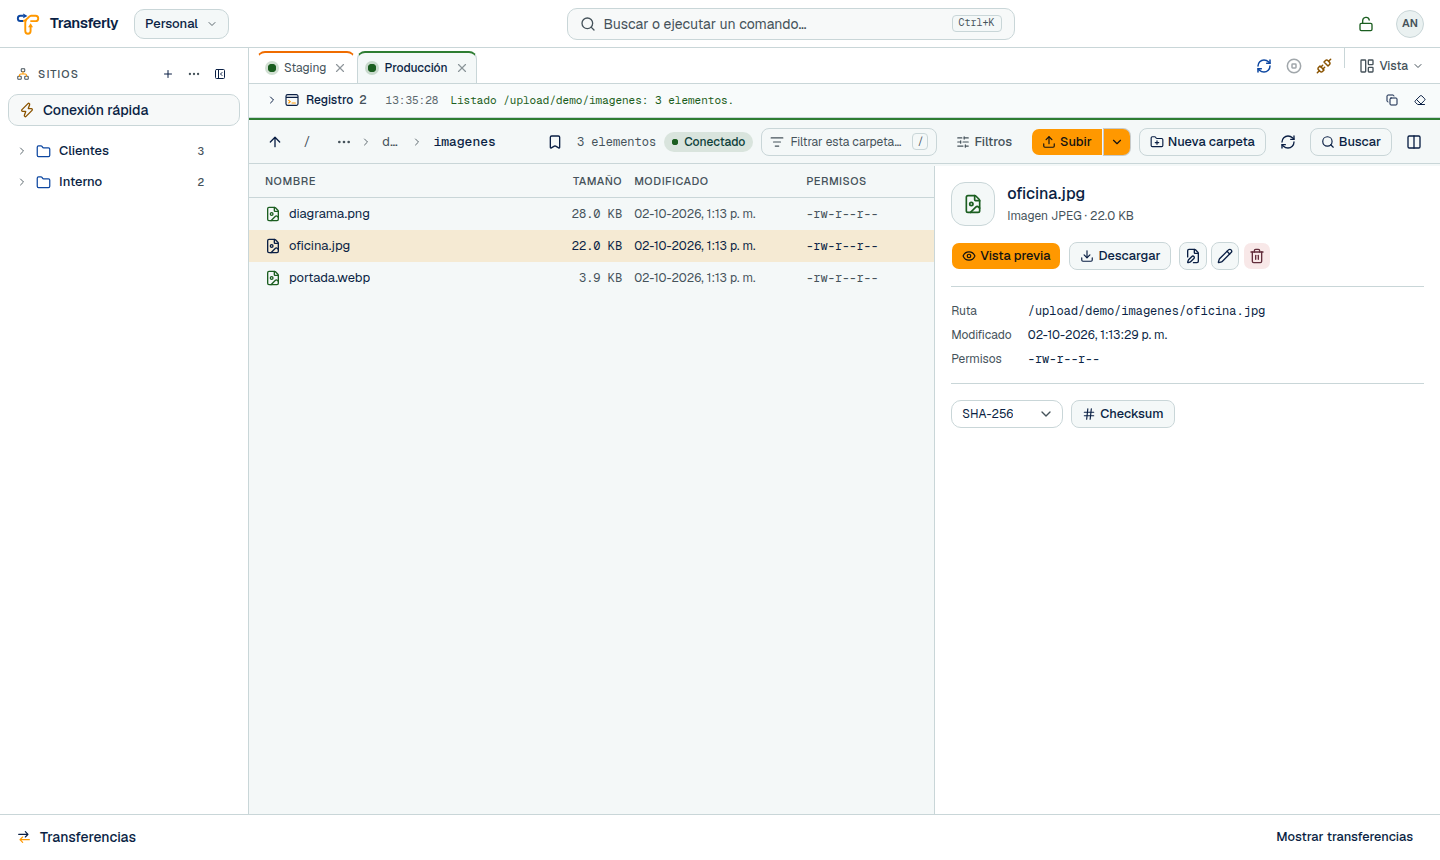 Transferly
Personal
Buscar o ejecutar un comando...
Ctrl+K
AN
SITIOS
Conexión rápida
Clientes 3
Interno 2
Staging
Producción
Vista
Registro 2 13:35:28 Listado /upload/demo/imagenes: 3 elementos.
/ ... > d... > imagenes
3 elementos
Conectado
Filtrar esta carpeta... /
Filtros
Subir
Nueva carpeta
Buscar
NOMBRE TAMAÑO MODIFICADO PERMISOS
diagrama.png 28.0 KB 02-10-2026, 1:13 p. m. -rw-r--r--
oficina.jpg 22.0 KB 02-10-2026, 1:13 p. m. -rw-r--r--
portada.webp 3.9 KB 02-10-2026, 1:13 p. m. -rw-r--r--
oficina.jpg
Imagen JPEG · 22.0 KB
Vista previa
Descargar
Ruta /upload/demo/imagenes/oficina.jpg
Modificado 02-10-2026, 1:13:29 p. m.
Permisos -rw-r--r--
SHA-256
Checksum
Transferencias
Mostrar transferencias